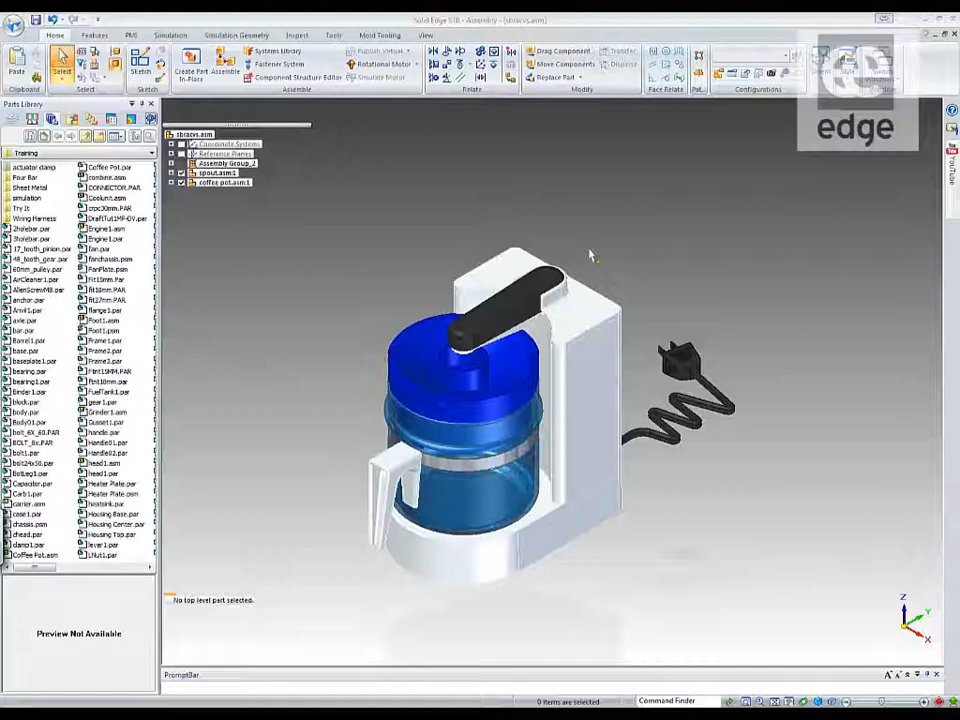 Solid Edge ST6 - Assembly - [sbracvs.asm]
Home Features PMI Simulation Simulation Geometry Inspect Tools Mold Tooling View
Paste
Clipboard
Select
Select
Sketch
Sketch
Create Part In-Place
Assemble
Systems Library
Fastener System
Component Structure Editor
Publish Virtual
Rotational Motor
Simulate Motor
Assemble
Relate
Drag Component
Move Components
Replace Part
Transfer
Disperse
Modify
Face Relate
Pat...
Configurations
edge
Parts Library
Training
actuator clamp
Four Bar
Sheet Metal
simulation
Try It
Wiring Harness
2holebar.par
3holebar.par
17_tooth_pinion.par
48_tooth_gear.par
60mm_pulley.par
AirCleaner1.par
AllenScrewM8.par
anchor.par
Anvil1.par
axle.par
bar.par
Barrel1.par
base.par
baseplate1.par
bearing.par
bearing1.par
Binder1.par
block.par
body.par
Body01.par
bolt_6X_60.PAR
BOLT_8x.PAR
bolt1.par
bolt24x50.par
BotLeg1.par
Capacitor.par
Carb1.par
carrier.asm
case1.par
chassis.psm
chead.par
clamp1.par
Coffee Pot.asm
Coffee Pot.par
combine.asm
CONNECTOR.PAR
Coslunit.asm
crpc30mm.PAR
DraftTut1MP-DV.par
Engine1.asm
Engine1.par
fan.par
fanchassis.psm
FanPlate.psm
Fit15mm.Par
fit18mm.PAR
fit27mm.PAR
flange1.par
Foot1.asm
Foot1.psm
Frame1.par
Frame2.par
Frame3.par
Ftnt15MM.PAR
ftnt18mm.PAR
FuelTank1.par
gear1.par
Grinder1.asm
Gusset1.par
handle.par
Handle01.par
Handle02.par
head1.asm
head1.par
Heater Plate.par
Heater Plate.psm
heatsink.par
Housing Base.par
Housing Center.par
Housing Top.par
lever1.par
LNut1.par
Preview Not Available
sbracvs.asm
Coordinate Systems
Reference Planes
Assembly Group_2
spout.asm:1
coffee pot.asm:1
No top level part selected.
Z
Y
X
YouTube
PromptBar
0 items are selected
Command Finder